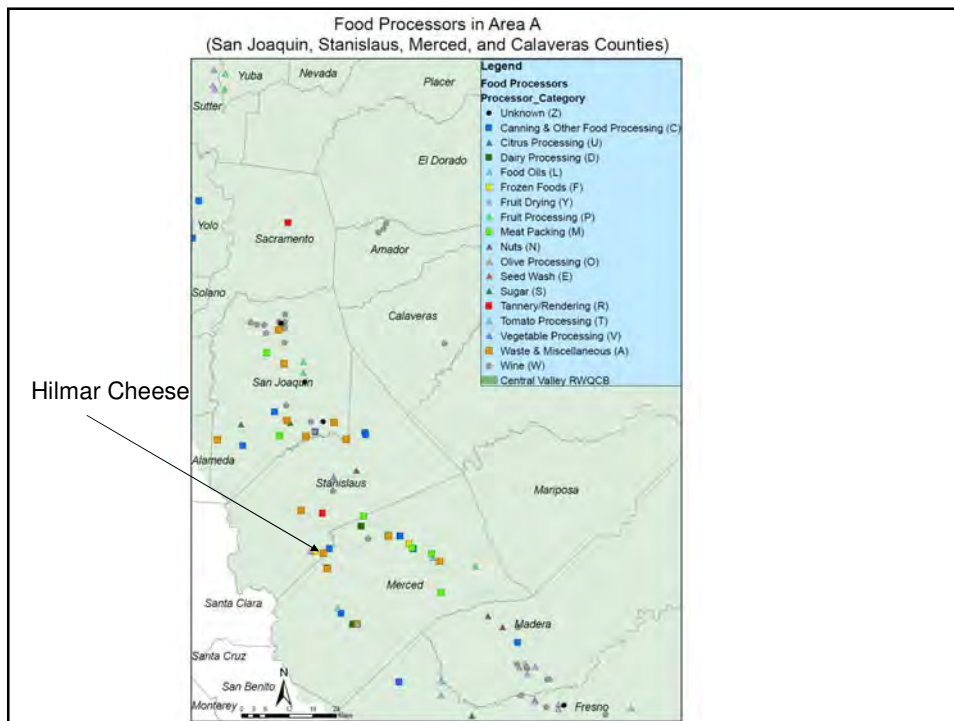 Food Processors in Area A
(San Joaquin, Stanislaus, Merced, and Calaveras Counties)
Legend
Food Processors
Processor_Category
Unknown (Z)
Canning & Other Food Processing (C)
Citrus Processing (U)
Dairy Processing (D)
Food Oils (L)
Frozen Foods (F)
Fruit Drying (Y)
Fruit Processing (P)
Meat Packing (M)
Nuts (N)
Olive Processing (O)
Seed Wash (E)
Sugar (S)
Tannery/Rendering (R)
Tomato Processing (T)
Vegetable Processing (V)
Waste & Miscellaneous (A)
Wine (W)
Central Valley RWQCB
Yuba
Nevada
Placer
Sutter
El Dorado
Yolo
Sacramento
Amador
Solano
Calaveras
San Joaquin
Hilmar Cheese
Alameda
Stanislaus
Mariposa
Merced
Santa Clara
Madera
Santa Cruz
San Benito
N
Monterey
Fresno
Miles